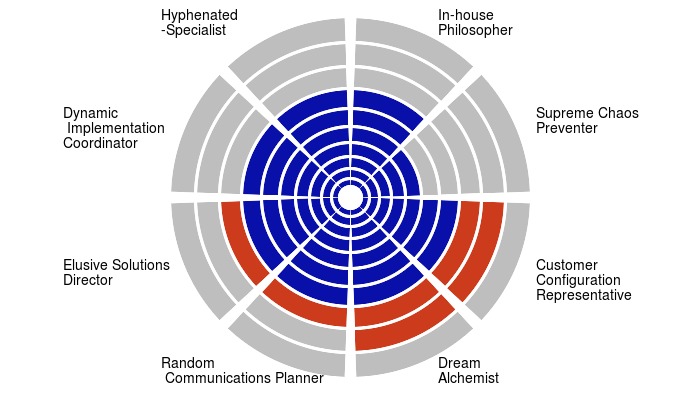 Hyphenated
-Specialist
In-house
Philosopher
Dynamic
Implementation
Coordinator
Supreme Chaos
Preventer
Elusive Solutions
Director
Customer
Configuration
Representative
Random
Communications Planner
Dream
Alchemist